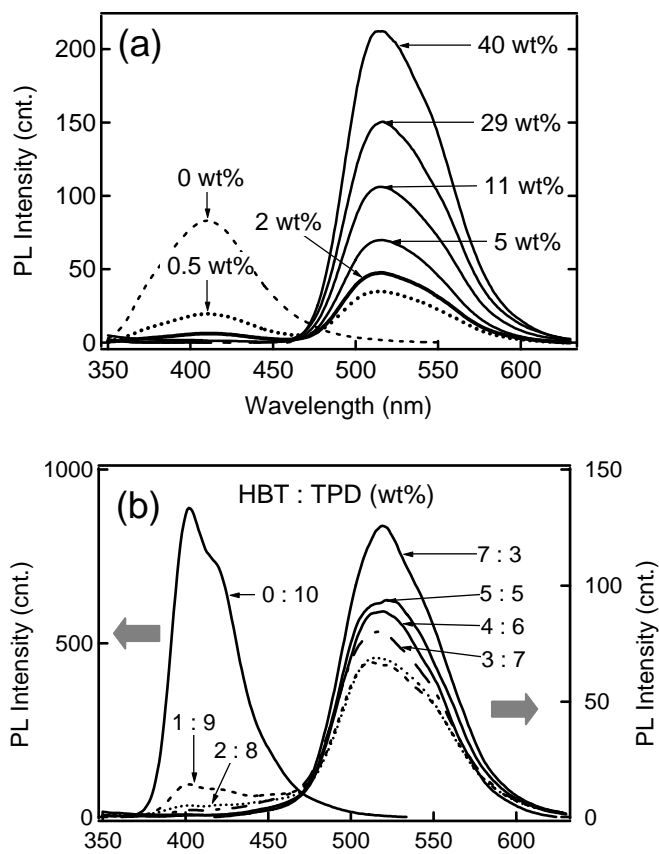 (a)
200
150
100
50
0
PL Intensity (cnt.)
40 wt%
29 wt%
11 wt%
5 wt%
0 wt%
2 wt%
0.5 wt%
350 400 450 500 550 600
Wavelength (nm)
(b)
HBT : TPD (wt%)
1000
500
0
PL Intensity (cnt.)
150
100
50
0
PL Intensity (cnt.)
7 : 3
5 : 5
4 : 6
3 : 7
0 : 10
1 : 9
2 : 8
350 400 450 500 550 600